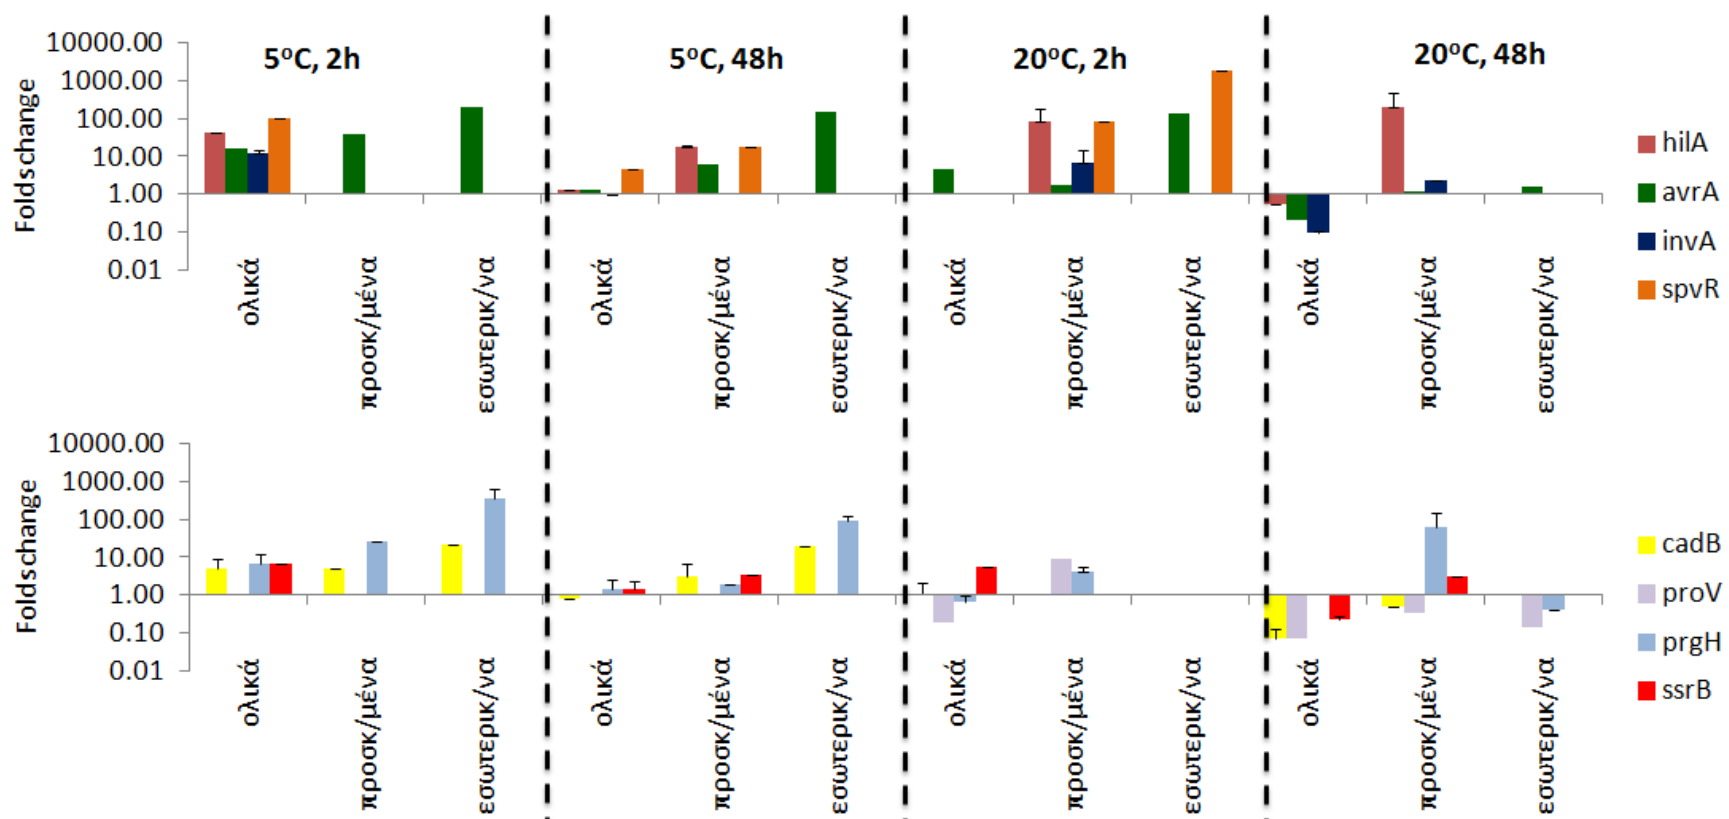 5ºC, 2h
5ºC, 48h
20ºC, 2h
20ºC, 48h
Foldschange
10000.00
1000.00
100.00
10.00
1.00
0.10
0.01
ολικά
προσκ/μένα
εσωτερικ/να
ολικά
προσκ/μένα
εσωτερικ/να
ολικά
προσκ/μένα
εσωτερικ/να
ολικά
προσκ/μένα
εσωτερικ/να
hilA
avrA
invA
spvR
Foldschange
10000.00
1000.00
100.00
10.00
1.00
0.10
0.01
ολικά
προσκ/μένα
εσωτερικ/να
ολικά
προσκ/μένα
εσωτερικ/να
ολικά
προσκ/μένα
εσωτερικ/να
ολικά
προσκ/μένα
εσωτερικ/να
cadB
proV
prgH
ssrB